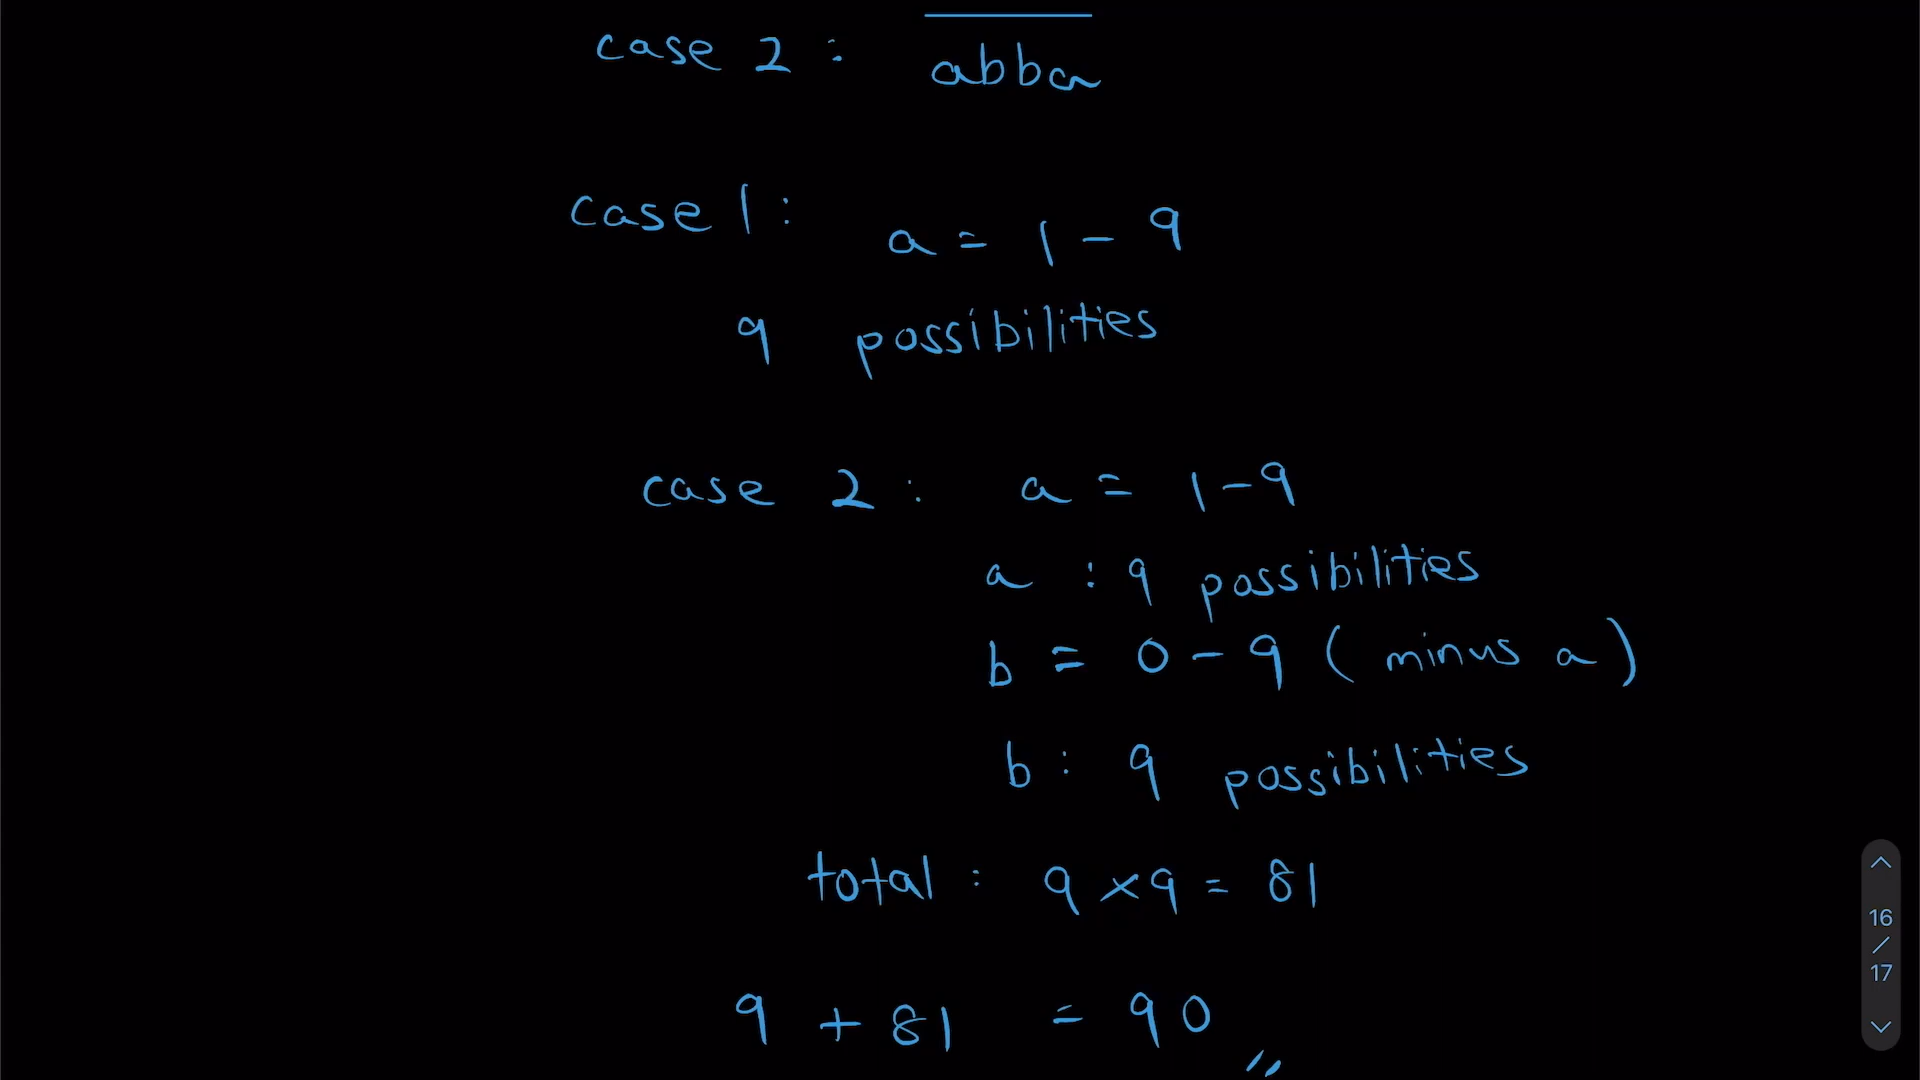 case 2 : abba
case 1 : a = 1 - 9
9 possibilities
case 2 : a = 1 - 9
a : 9 possibilities
b = 0 - 9 ( minus a )
b : 9 possibilities
total : 9 × 9 = 81
9 + 81 = 90 //
16
/
17